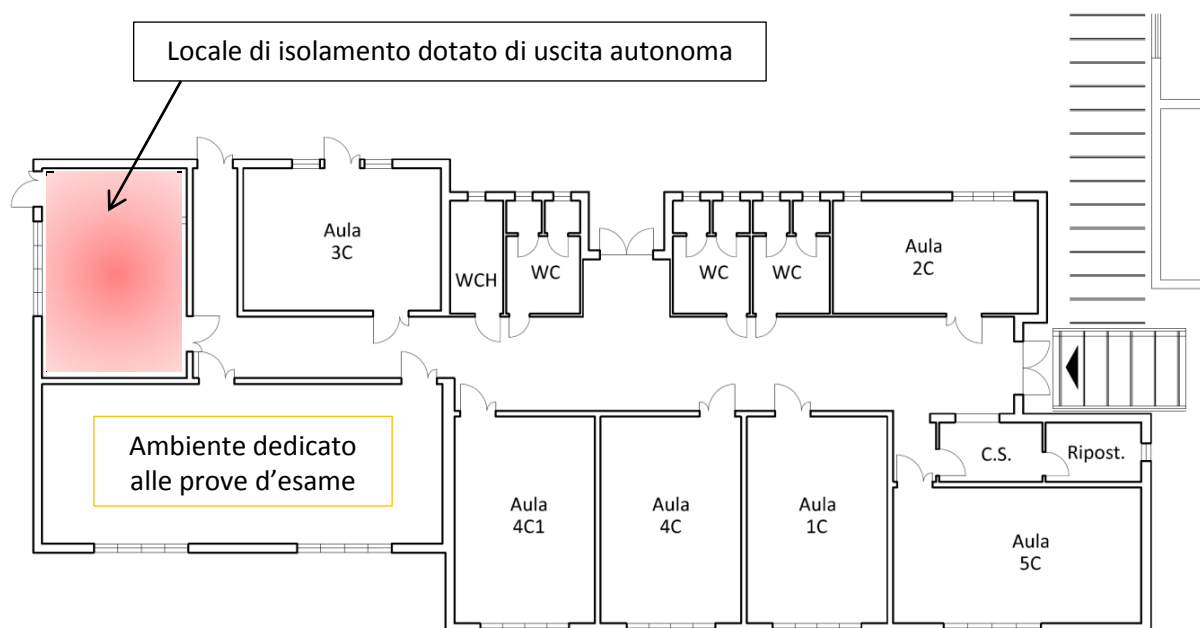 Locale di isolamento dotato di uscita autonoma
Aula
3C
WCH
WC
WC
WC
Aula
2C
Ambiente dedicato
alle prove d'esame
Aula
4C1
Aula
4C
Aula
1C
C.S.
Ripost.
Aula
5C